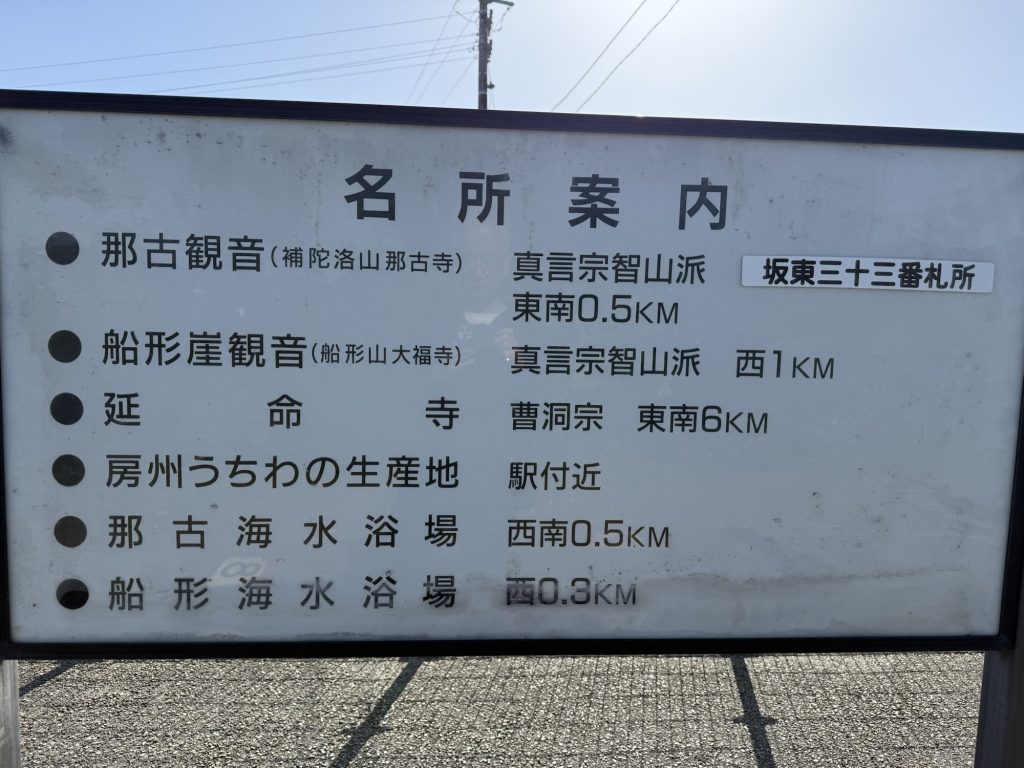 名所案内
● 那古観音(補陀洛山那古寺) 真言宗智山派 坂東三十三番札所
東南0.5KM
● 船形崖観音(船形山大福寺) 真言宗智山派 西1KM
● 延命寺 曹洞宗 東南6KM
● 房州うちわの生産地 駅付近
● 那古海水浴場 西南0.5KM
● 船形海水浴場 西0.3KM